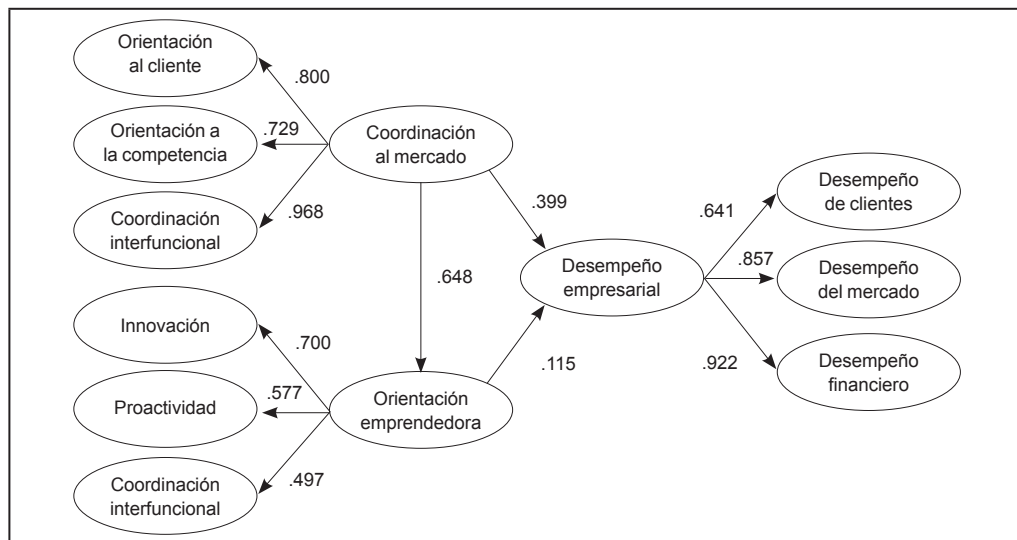 Orientación
al cliente
.800
Orientación a
la competencia
.729
Coordinación
al mercado
Coordinación
interfuncional
.968
.399
.641
Desempeño
de clientes
.648
Desempeño
empresarial
.857
Desempeño
del mercado
Innovación
.700
.115
.922
Desempeño
financiero
Proactividad
.577
Orientación
emprendedora
Coordinación
interfuncional
.497